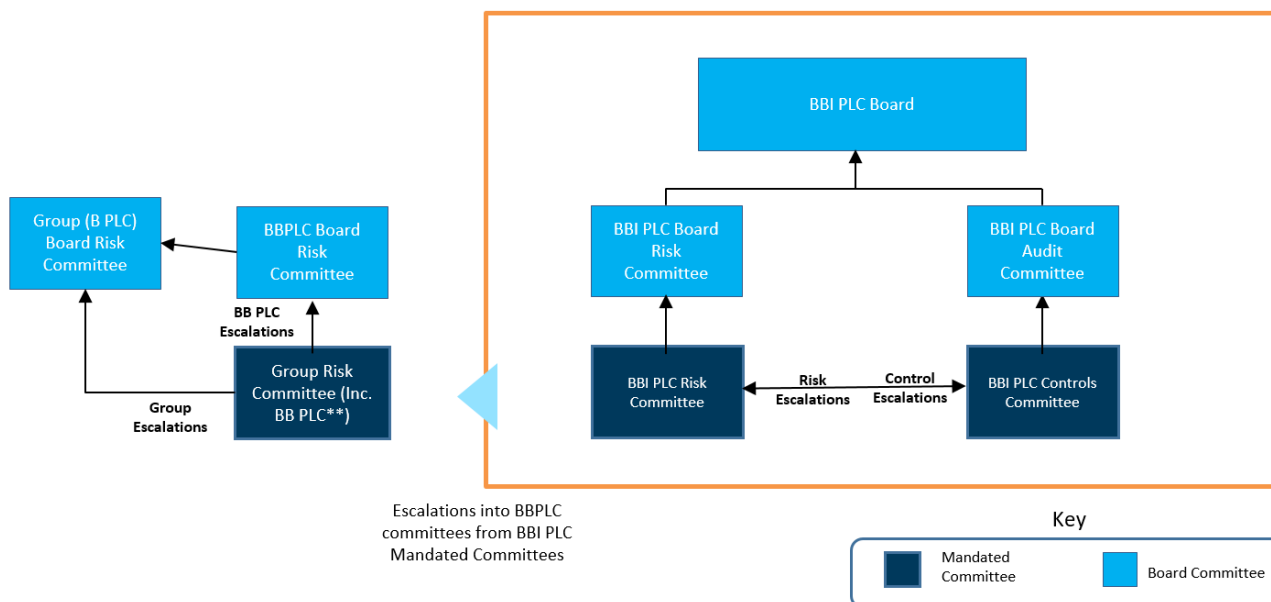 BBI PLC Board
Group (B PLC)
Board Risk
Committee
BBPLC Board
Risk
Committee
BBI PLC Board
Risk
Committee
BBI PLC Board
Audit
Committee
BB PLC
Escalations
Group Risk
Committee (Inc.
BB PLC**)
Group
Escalations
BBI PLC Risk
Committee
Risk
Escalations
Control
Escalations
BBI PLC Controls
Committee
Escalations into BBPLC
committees from BBI PLC
Mandated Committees
Key
Mandated
Committee
Board Committee